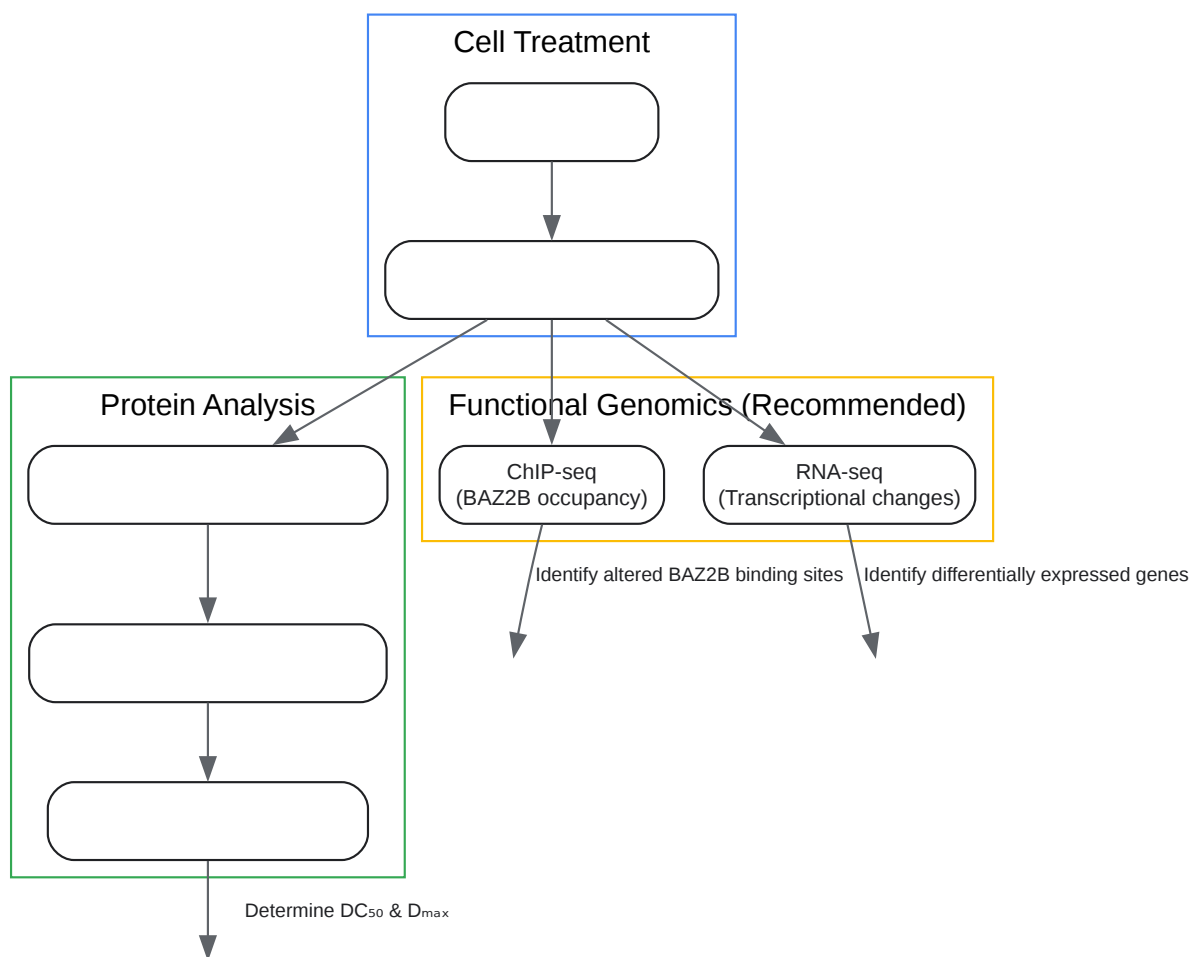 Cell Treatment
Protein Analysis
Functional Genomics (Recommended)
ChIP-seq
(BAZ2B occupancy)
RNA-seq
(Transcriptional changes)
Identify altered BAZ2B binding sites
Identify differentially expressed genes
Determine DC₅₀ & Dₘₐₓ